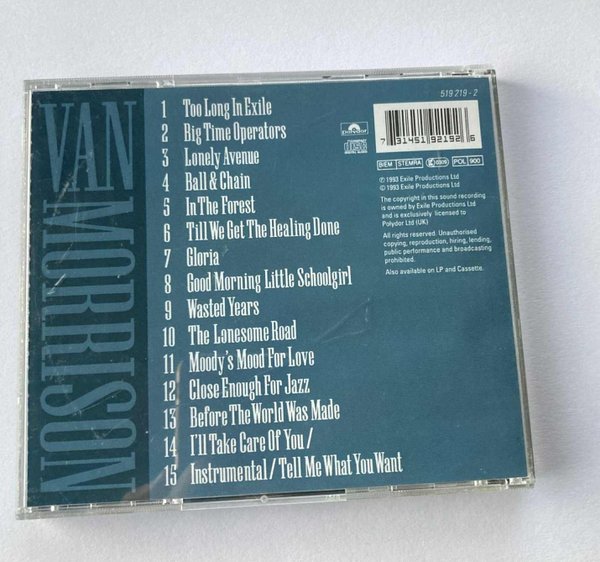 VAN MORRISON
1 Too Long In Exile
2 Big Time Operators
3 Lonely Avenue
4 Ball & Chain
5 In The Forest
6 Till We Get The Healing Done
7 Gloria
8 Good Morning Little Schoolgirl
9 Wasted Years
10 The Lonesome Road
11 Moody's Mood For Love
12 Close Enough For Jazz
13 Before The World Was Made
14 I'll Take Care Of You /
15 Instrumental / Tell Me What You Want
polydor
COMPACT
disc
DIGITAL AUDIO
519 219 - 2
7 31451 92152 6
BIEM STEMRA
POL 900
℗ 1993 Exile Productions Ltd
© 1993 Exile Productions Ltd
The copyright in this sound recording
is owned by Exile Productions Ltd
and is exclusively licensed to
Polydor Ltd (UK)
All rights reserved. Unauthorised
copying, reproduction, hiring, lending,
public performance and broadcasting
prohibited.
Also available on LP and Cassette.